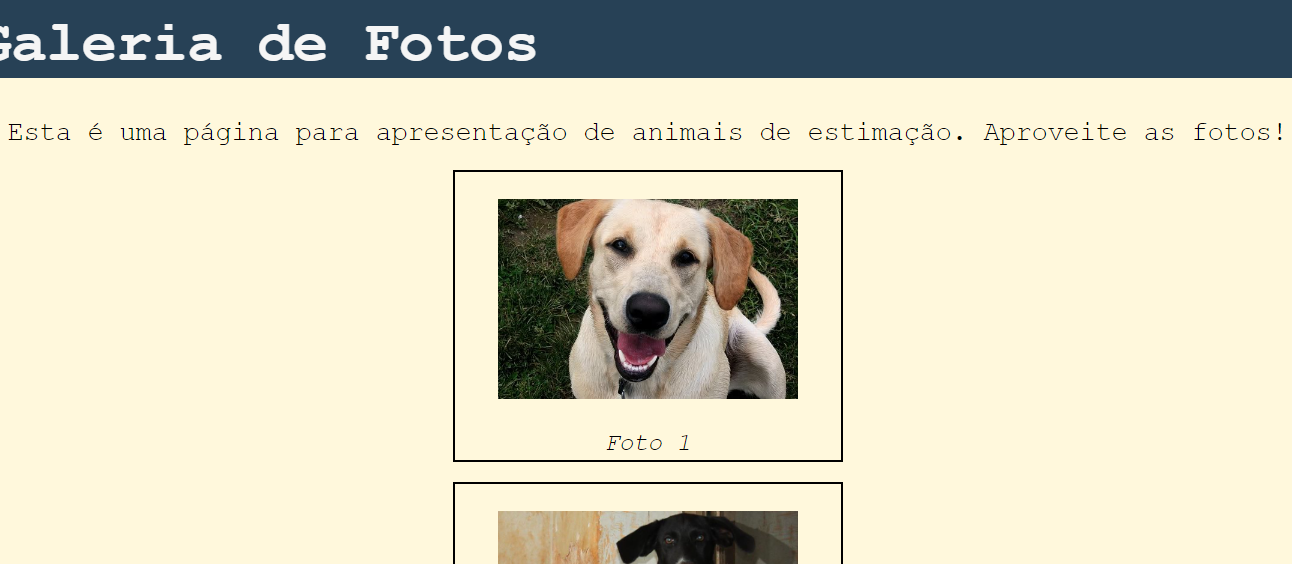 Galeria de Fotos
Esta é uma página para apresentação de animais de estimação. Aproveite as fotos!
Foto 1